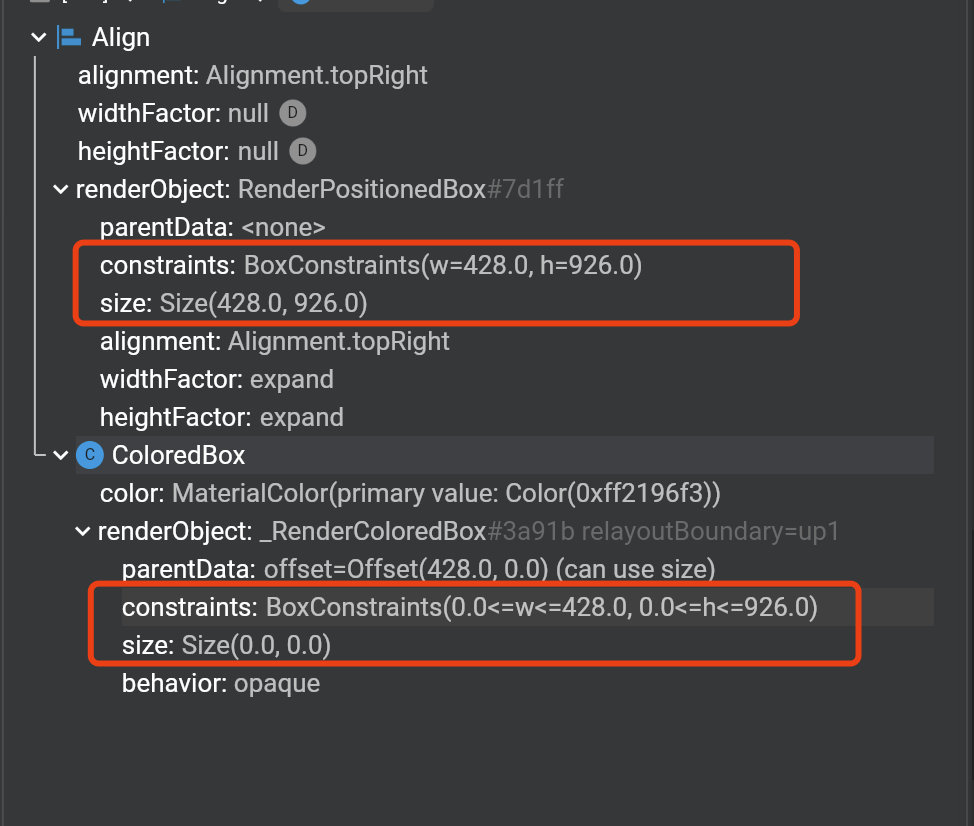 Align
alignment: Alignment.topRight
widthFactor: null D
heightFactor: null D
renderObject: RenderPositionedBox#7d1ff
parentData: <none>
constraints: BoxConstraints(w=428.0, h=926.0)
size: Size(428.0, 926.0)
alignment: Alignment.topRight
widthFactor: expand
heightFactor: expand
C ColoredBox
color: MaterialColor(primary value: Color(0xff2196f3))
renderObject: _RenderColoredBox#3a91b relayoutBoundary=up1
parentData: offset=Offset(428.0, 0.0) (can use size)
constraints: BoxConstraints(0.0<=w<=428.0, 0.0<=h<=926.0)
size: Size(0.0, 0.0)
behavior: opaque